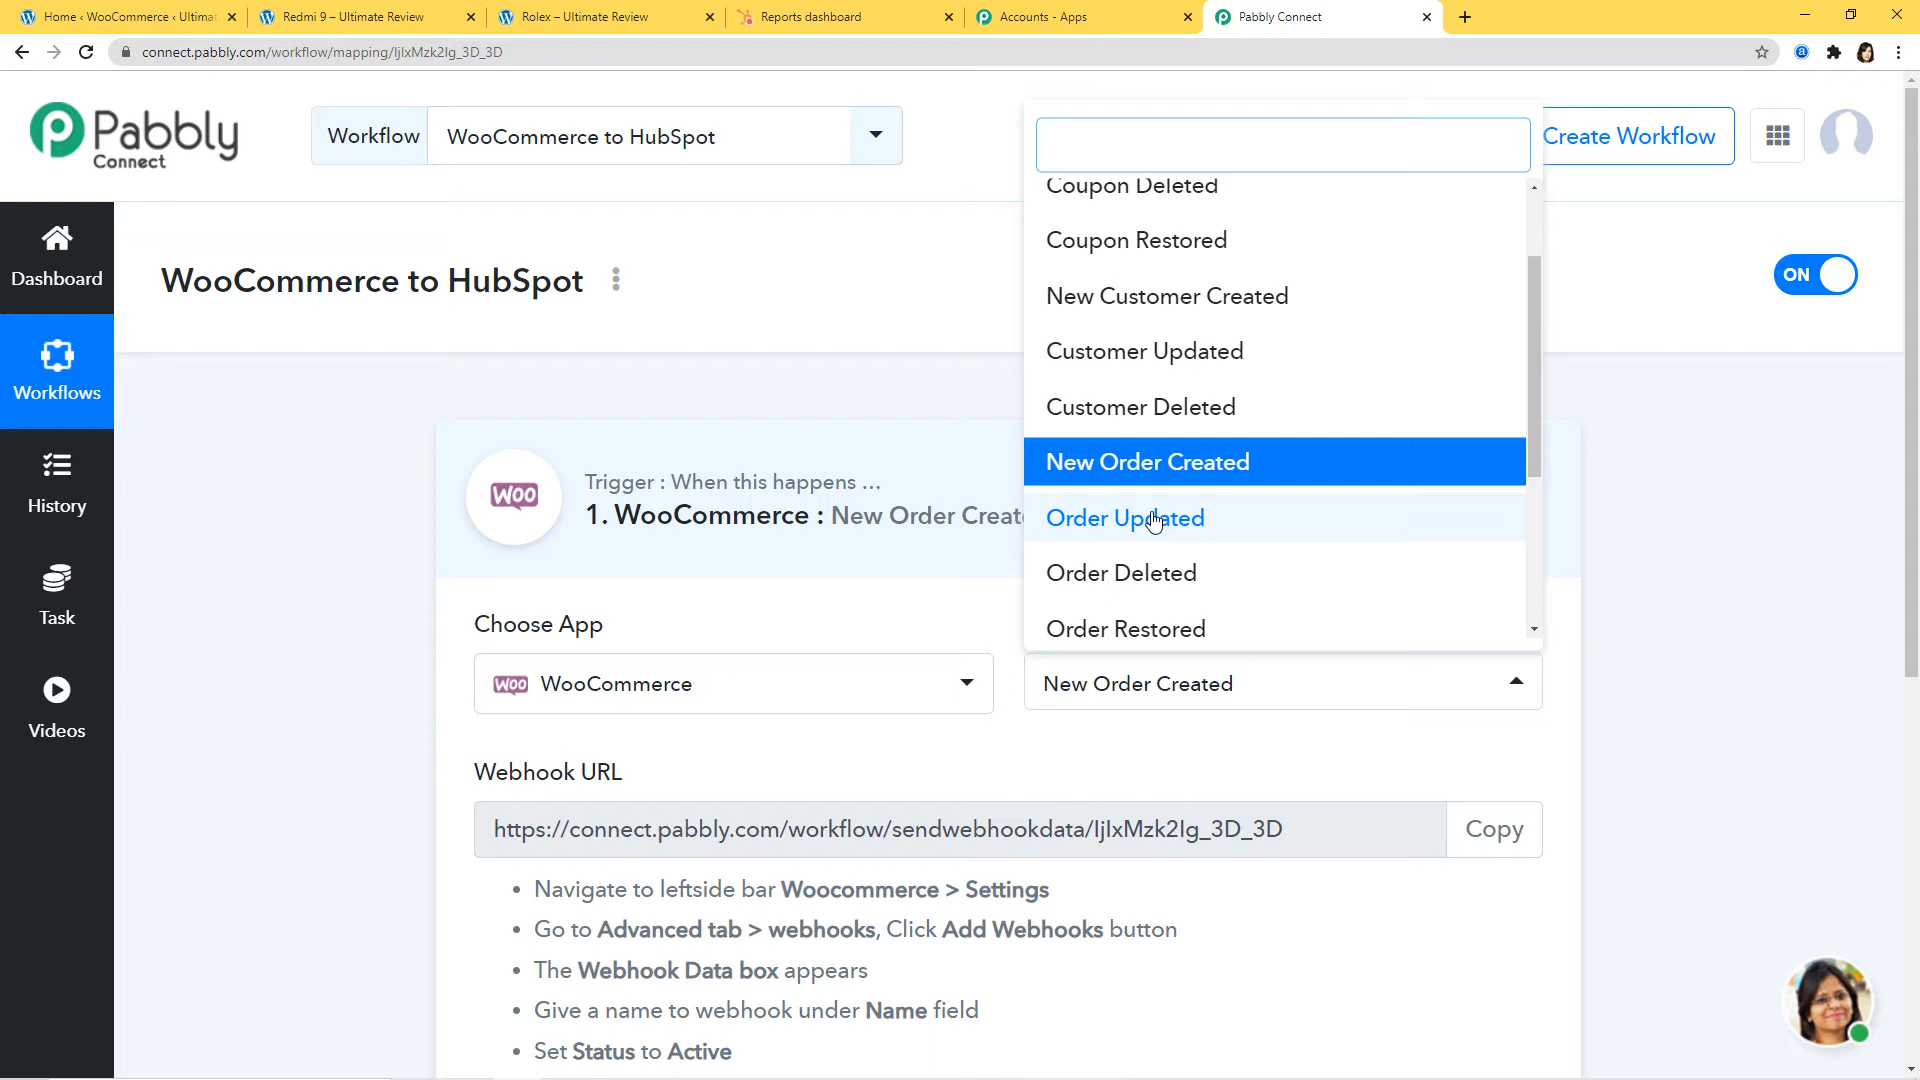 Home ‹ WooCommerce ‹ Ultimat
Redmi 9 – Ultimate Review
Rolex – Ultimate Review
Reports dashboard
Accounts - Apps
Pabbly Connect
connect.pabbly.com/workflow/mapping/IjIxMzk2Ig_3D_3D
Pabbly
Connect
Workflow
WooCommerce to HubSpot
Create Workflow
Dashboard
Workflows
History
Task
Videos
WooCommerce to HubSpot
ON
Coupon Deleted
Coupon Restored
New Customer Created
Customer Updated
Customer Deleted
New Order Created
Order Updated
Order Deleted
Order Restored
WOO
Trigger : When this happens ...
1. WooCommerce : New Order Create
Choose App
WOO WooCommerce
New Order Created
Webhook URL
https://connect.pabbly.com/workflow/sendwebhookdata/IjIxMzk2Ig_3D_3D
Copy
• Navigate to leftside bar Woocommerce > Settings
• Go to Advanced tab > webhooks, Click Add Webhooks button
• The Webhook Data box appears
• Give a name to webhook under Name field
• Set Status to Active